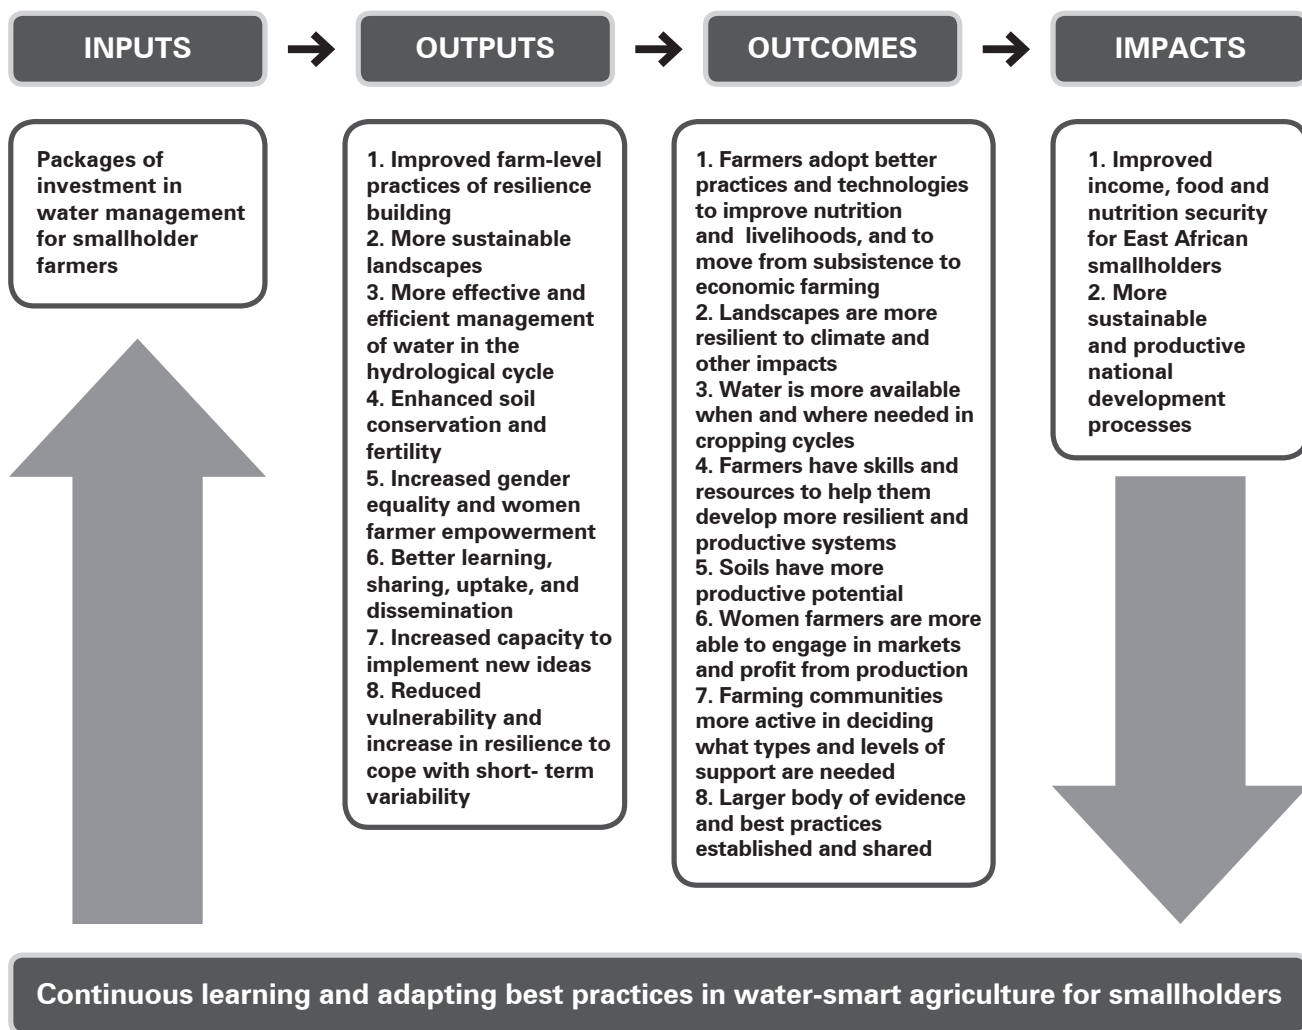 INPUTS
OUTPUTS
OUTCOMES
IMPACTS
Packages of
investment in
water management
for smallholder
farmers
1. Improved farm-level
practices of resilience
building
2. More sustainable
landscapes
3. More effective and
efficient management
of water in the
hydrological cycle
4. Enhanced soil
conservation and
fertility
5. Increased gender
equality and women
farmer empowerment
6. Better learning,
sharing, uptake, and
dissemination
7. Increased capacity to
implement new ideas
8. Reduced
vulnerability and
increase in resilience to
cope with short- term
variability
1. Farmers adopt better
practices and technologies
to improve nutrition
and  livelihoods, and to
move from subsistence to
economic farming
2. Landscapes are more
resilient to climate and
other impacts
3. Water is more available
when and where needed in
cropping cycles
4. Farmers have skills and
resources to help them
develop more resilient and
productive systems
5. Soils have more
productive potential
6. Women farmers are more
able to engage in markets
and profit from production
7. Farming communities
more active in deciding
what types and levels of
support are needed
8. Larger body of evidence
and best practices
established and shared
1. Improved
income, food and
nutrition security
for East African
smallholders
2. More
sustainable
and productive
national
development
processes
Continuous learning and adapting best practices in water-smart agriculture for smallholders